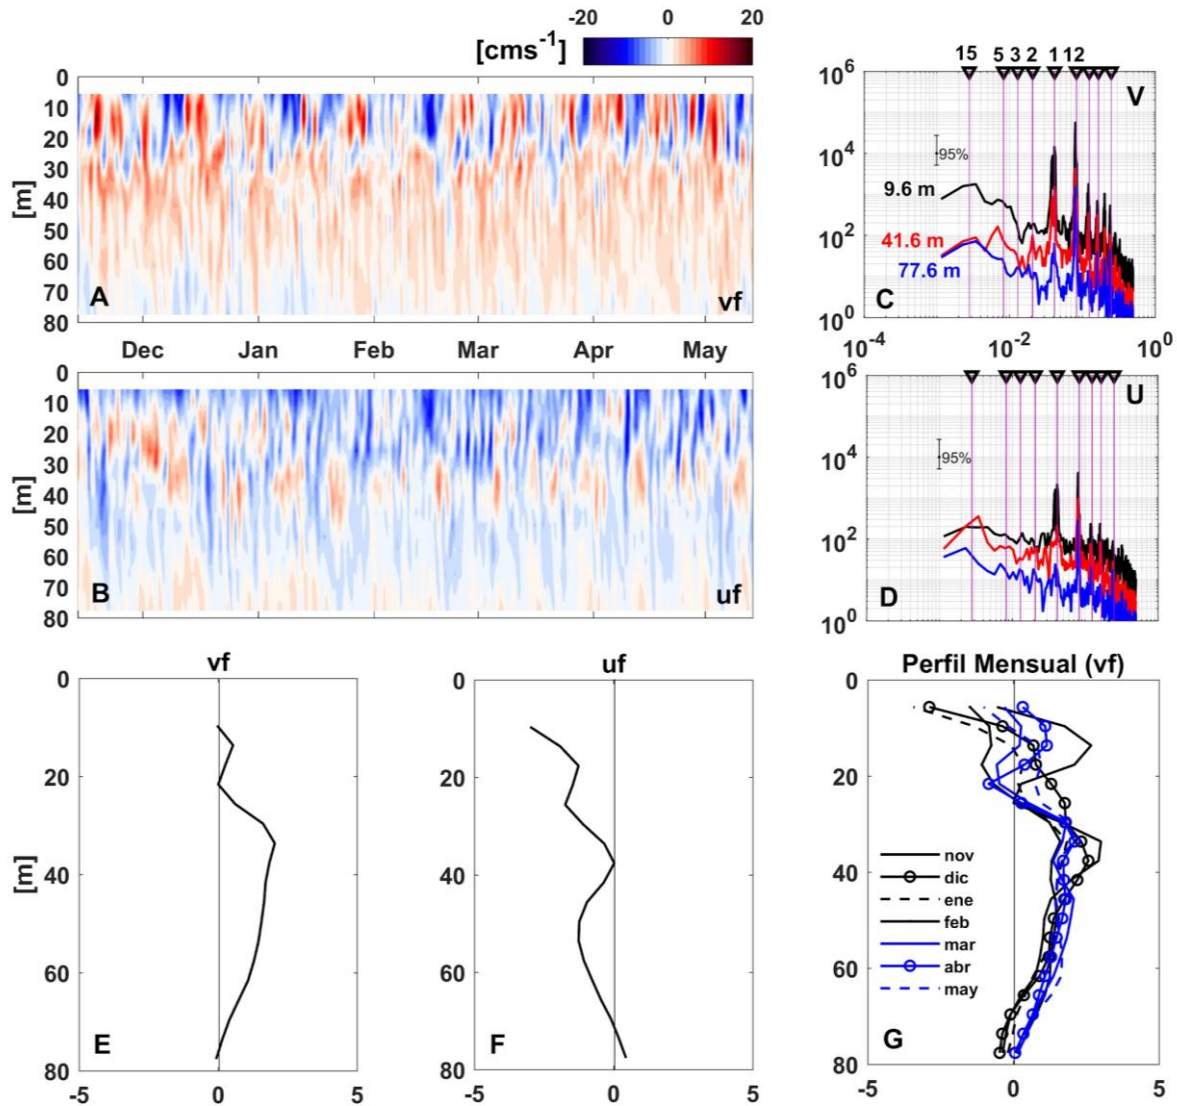 -20 0 20
[cms-1]
0
10
20
30
40
50
60
70
80
[m]
A
vf
Dec Jan Feb Mar Apr May
0
10
20
30
40
50
60
70
80
[m]
B
uf
15 5 3 2 1 12
10^6
10^4
10^2
10^0
V
95%
9.6 m
41.6 m
77.6 m
C
10^-4 10^-2 10^0
10^6
10^4
10^2
10^0
U
95%
D
vf
0
20
40
60
80
[m]
E
-5 0 5
uf
0
20
40
60
80
F
-5 0 5
Perfil Mensual (vf)
0
20
40
60
80
nov
dic
ene
feb
mar
abr
may
G
-5 0 5